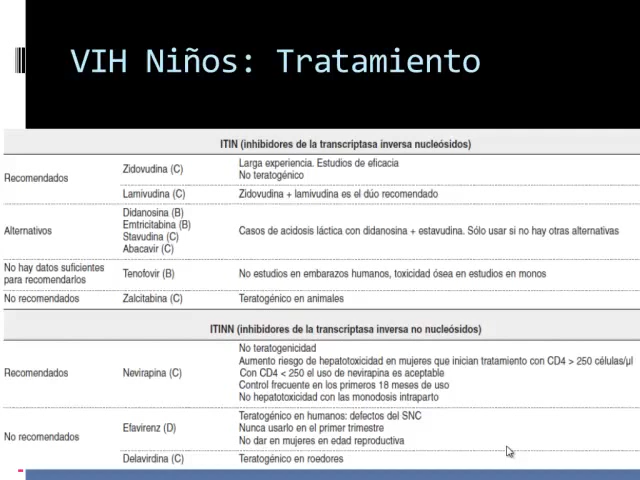 VIH Niños: Tratamiento
ITIN (inhibidores de la transcriptasa inversa nucleósidos)
Recomendados
Zidovudina (C)
Larga experiencia. Estudios de eficacia
No teratogénico
Lamivudina (C)
Zidovudina + lamivudina es el dúo recomendado
Alternativos
Didanosina (B)
Emtricitabina (B)
Stavudina (C)
Abacavir (C)
Casos de acidosis láctica con didanosina + estavudina. Sólo usar si no hay otras alternativas
No hay datos suficientes
para recomendarlos
Tenofovir (B)
No estudios en embarazos humanos, toxicidad ósea en estudios en monos
No recomendados
Zalcitabina (C)
Teratogénico en animales
ITINN (inhibidores de la transcriptasa inversa no nucleósidos)
Recomendados
Nevirapina (C)
No teratogenicidad
Aumento riesgo de hepatotoxicidad en mujeres que inician tratamiento con CD4 > 250 células/µl
Con CD4 < 250 el uso de nevirapina es aceptable
Control frecuente en los primeros 18 meses de uso
No hepatotoxicidad con las monodosis intraparto
No recomendados
Efavirenz (D)
Teratogénico en humanos: defectos del SNC
Nunca usarlo en el primer trimestre
No dar en mujeres en edad reproductiva
Delavirdina (C)
Teratogénico en roedores